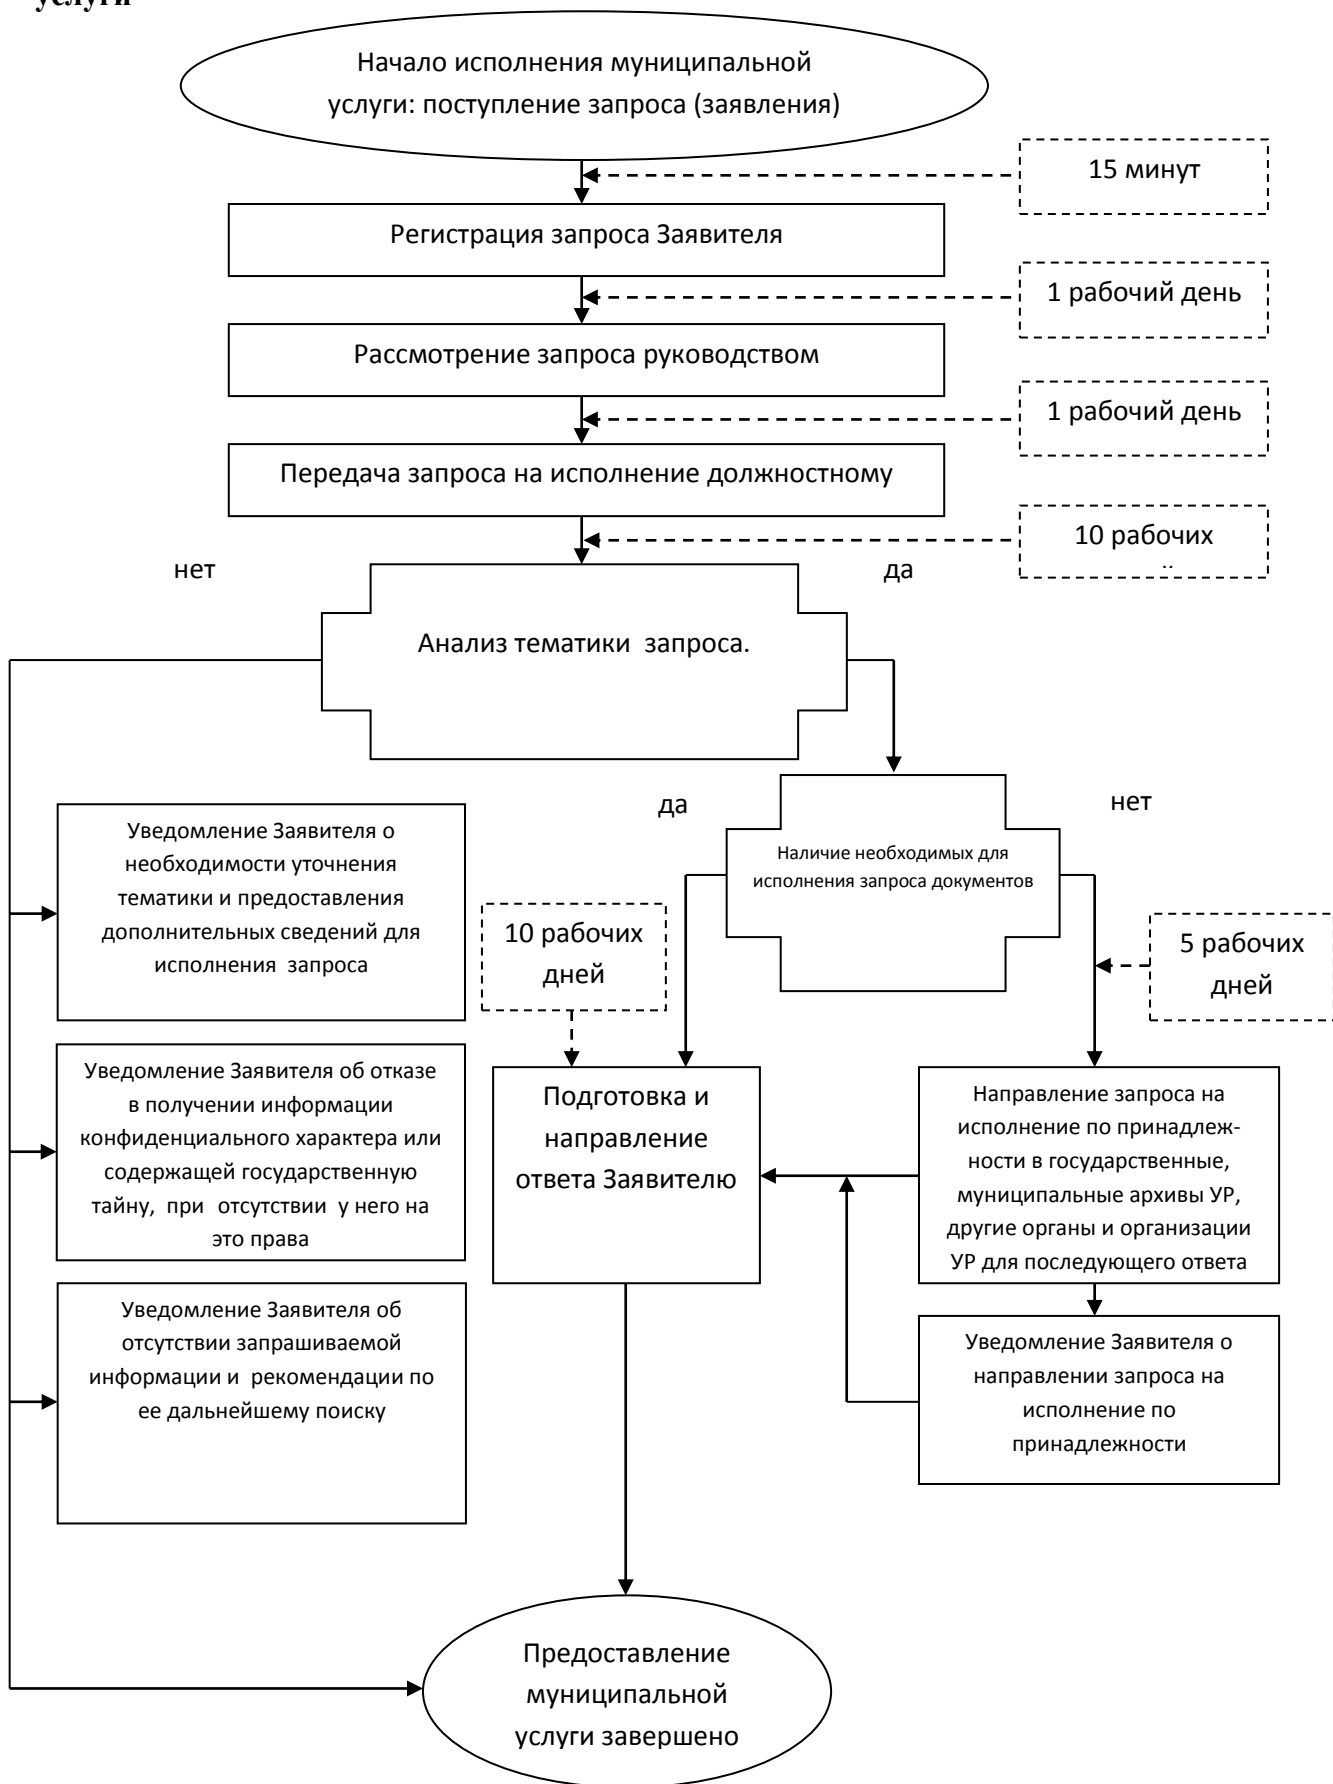 услуги
Начало исполнения муниципальной
услуги: поступление запроса (заявления)
15 минут
Регистрация запроса Заявителя
1 рабочий день
Рассмотрение запроса руководством
1 рабочий день
Передача запроса на исполнение должностному
10 рабочих
нет
да
Анализ тематики запроса.
да
нет
Наличие необходимых для
исполнения запроса документов
Уведомление Заявителя о
необходимости уточнения
тематики и предоставления
дополнительных сведений для
исполнения запроса
10 рабочих
дней
5 рабочих
дней
Уведомление Заявителя об отказе
в получении информации
конфиденциального характера или
содержащей государственную
тайну, при отсутствии у него на
это права
Подготовка и
направление
ответа Заявителю
Направление запроса на
исполнение по принадлеж-
ности в государственные,
муниципальные архивы УР,
другие органы и организации
УР для последующего ответа
Уведомление Заявителя об
отсутствии запрашиваемой
информации и рекомендации по
ее дальнейшему поиску
Уведомление Заявителя о
направлении запроса на
исполнение по
принадлежности
Предоставление
муниципальной
услуги завершено